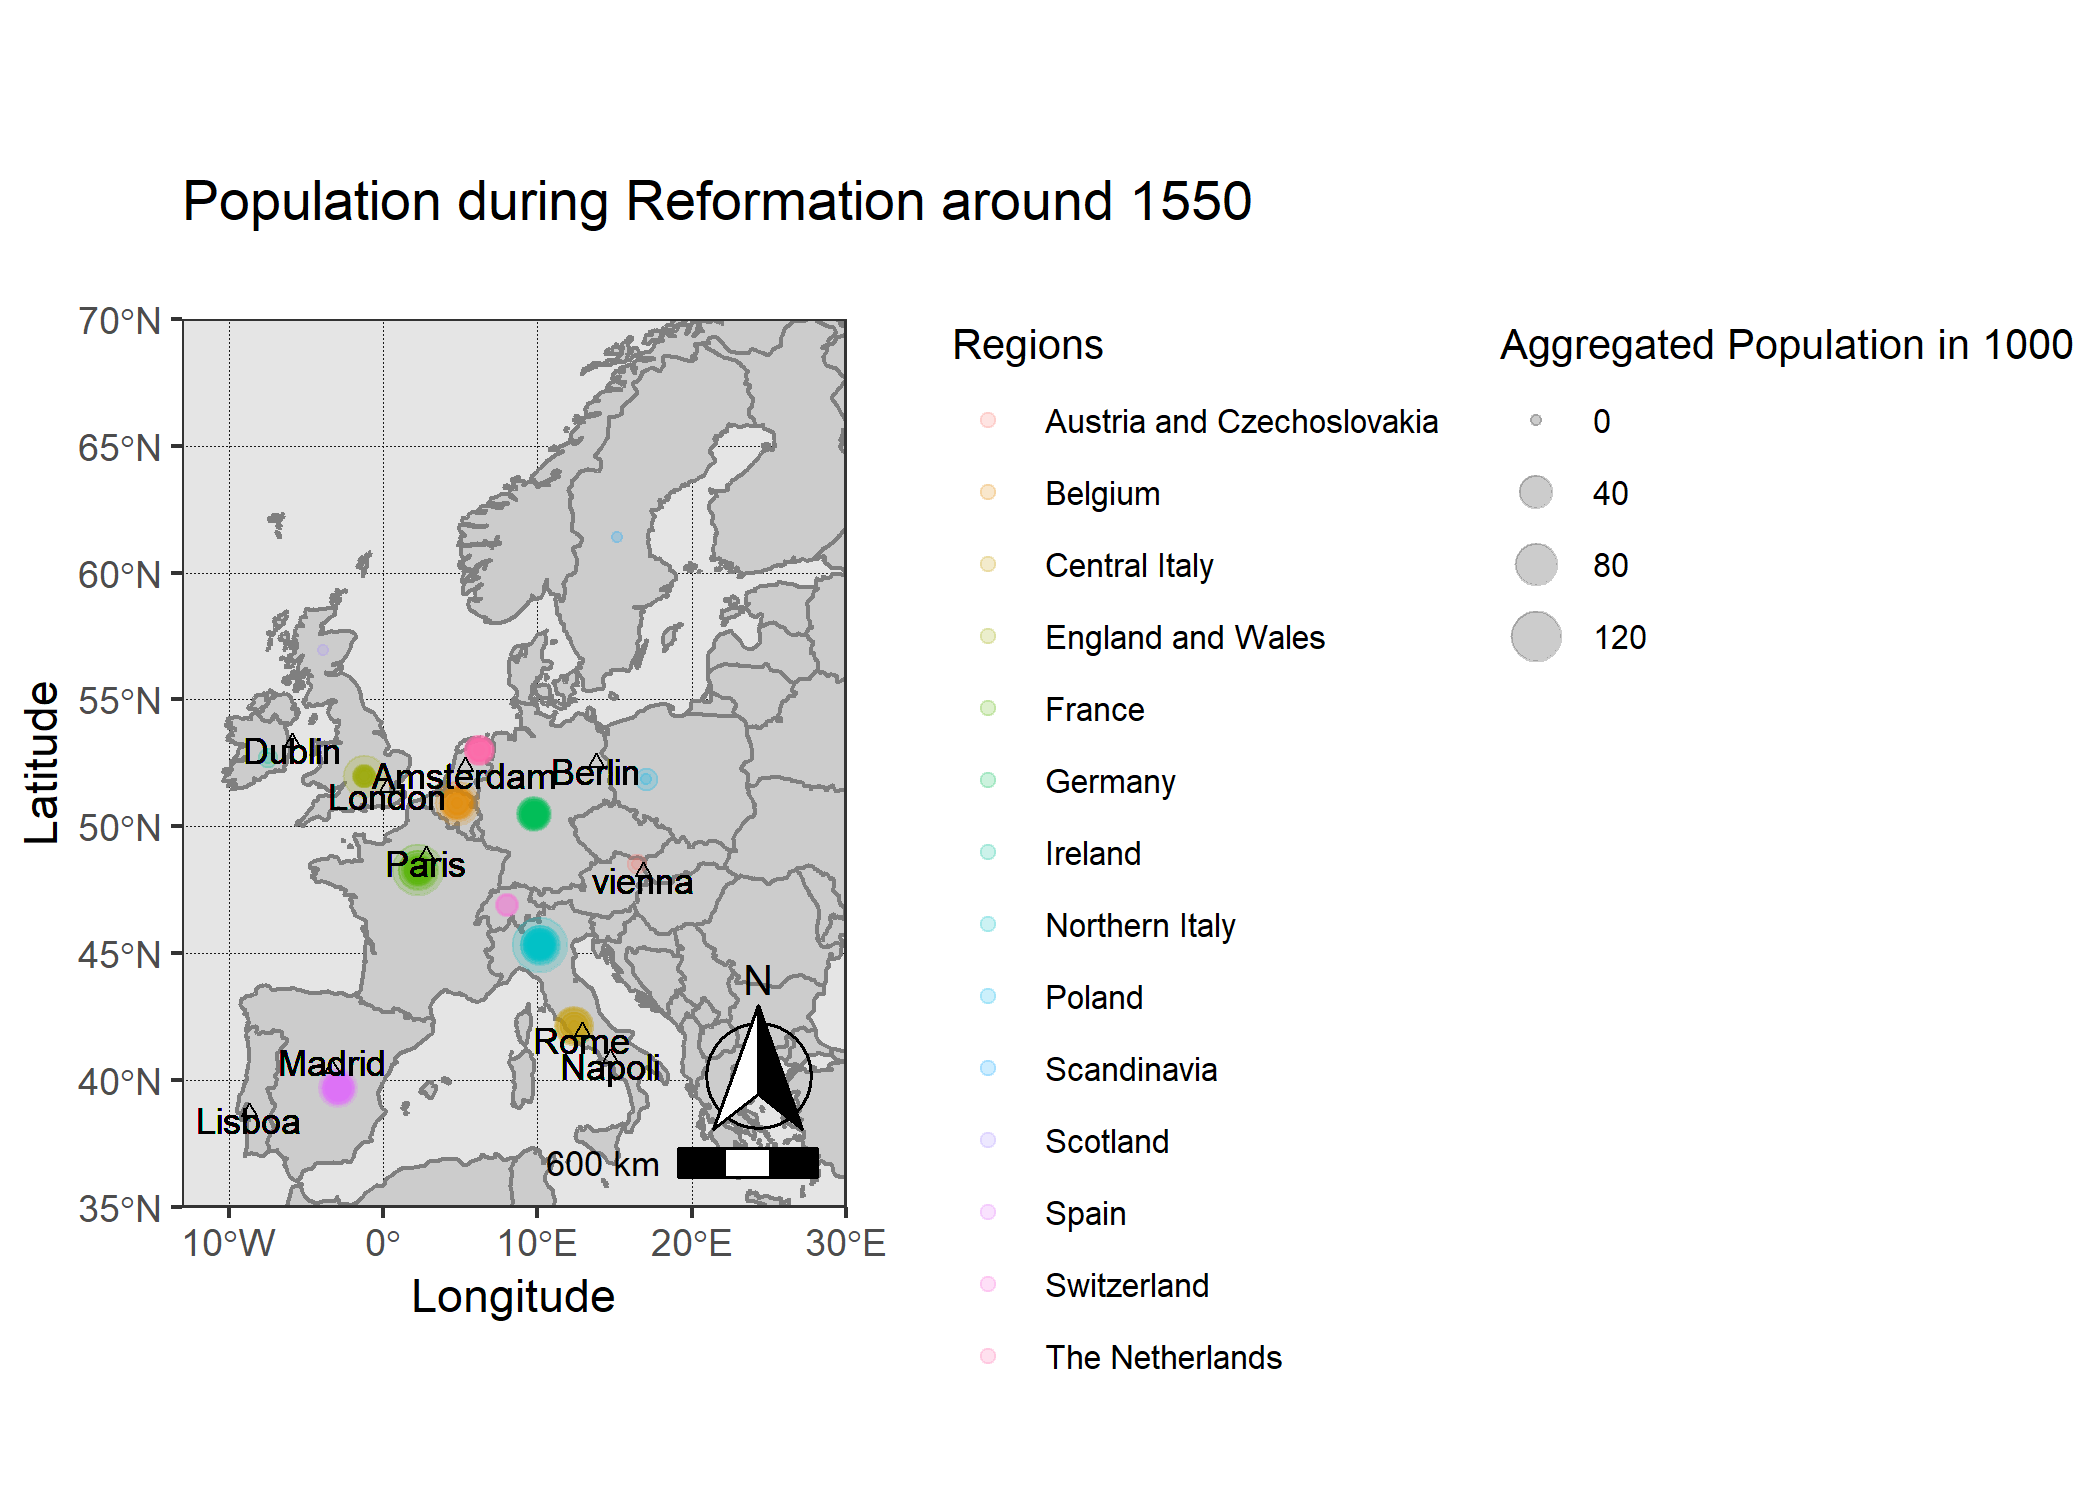 Population during Reformation around 1550
70°N
65°N
60°N
55°N
50°N
45°N
40°N
35°N
Latitude
10°W
0°
10°E
20°E
30°E
Longitude
Dublin
Amsterdam
Berlin
London
Paris
vienna
Rome
Napoli
Madrid
Lisboa
N
600 km
Regions
Austria and Czechoslovakia
Belgium
Central Italy
England and Wales
France
Germany
Ireland
Northern Italy
Poland
Scandinavia
Scotland
Spain
Switzerland
The Netherlands
Aggregated Population in 1000
0
40
80
120